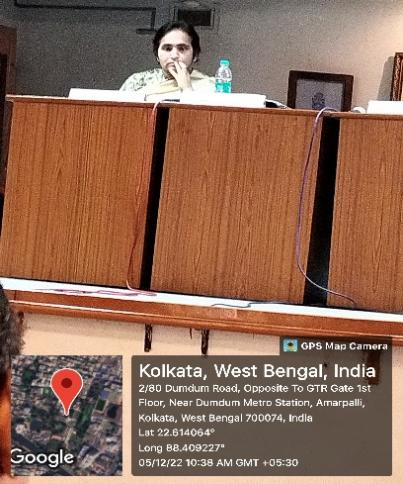 GPS Map Camera
Kolkata, West Bengal, India
2/80 Dumdum Road, Opposite To GTR Gate 1st
Floor, Near Dumdum Metro Station, Amarpalli,
Kolkata, West Bengal 700074, India
Lat 22.614064°
Long 88.409227°
05/12/22 10:38 AM GMT +05:30
Google